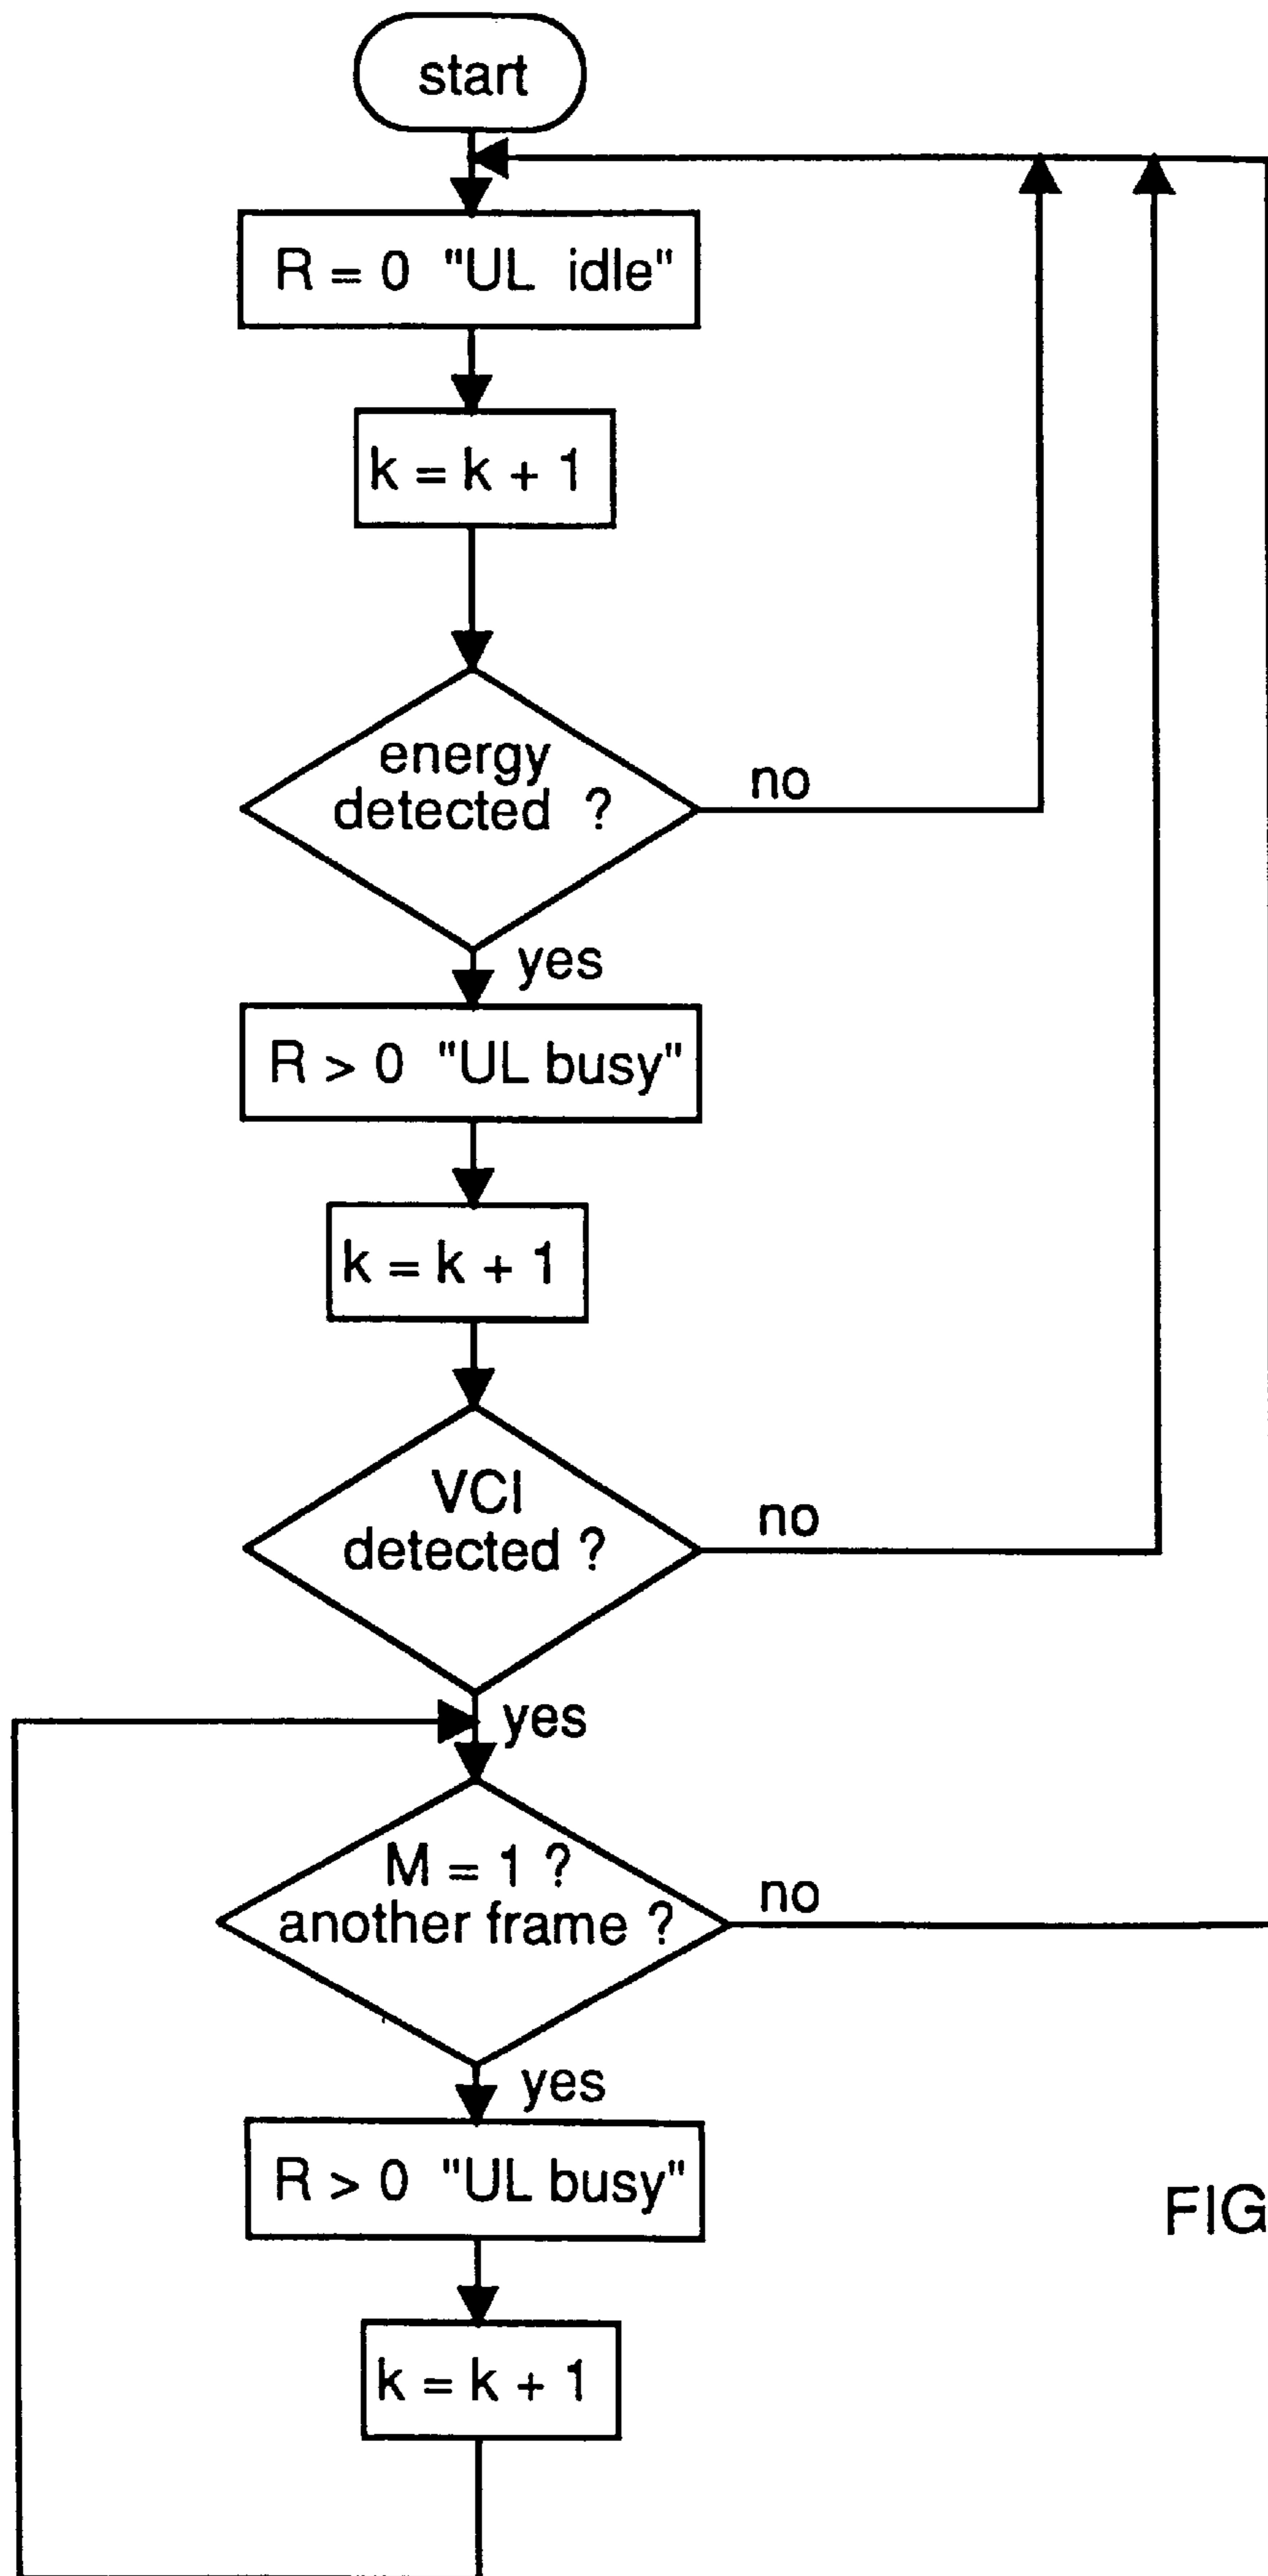 start
R = 0 "UL idle"
k = k + 1
energy
detected ?
no
yes
R > 0 "UL busy"
k = k + 1
VCI
detected ?
no
yes
M = 1 ?
another frame ?
no
yes
R > 0 "UL busy"
FIG
k = k + 1